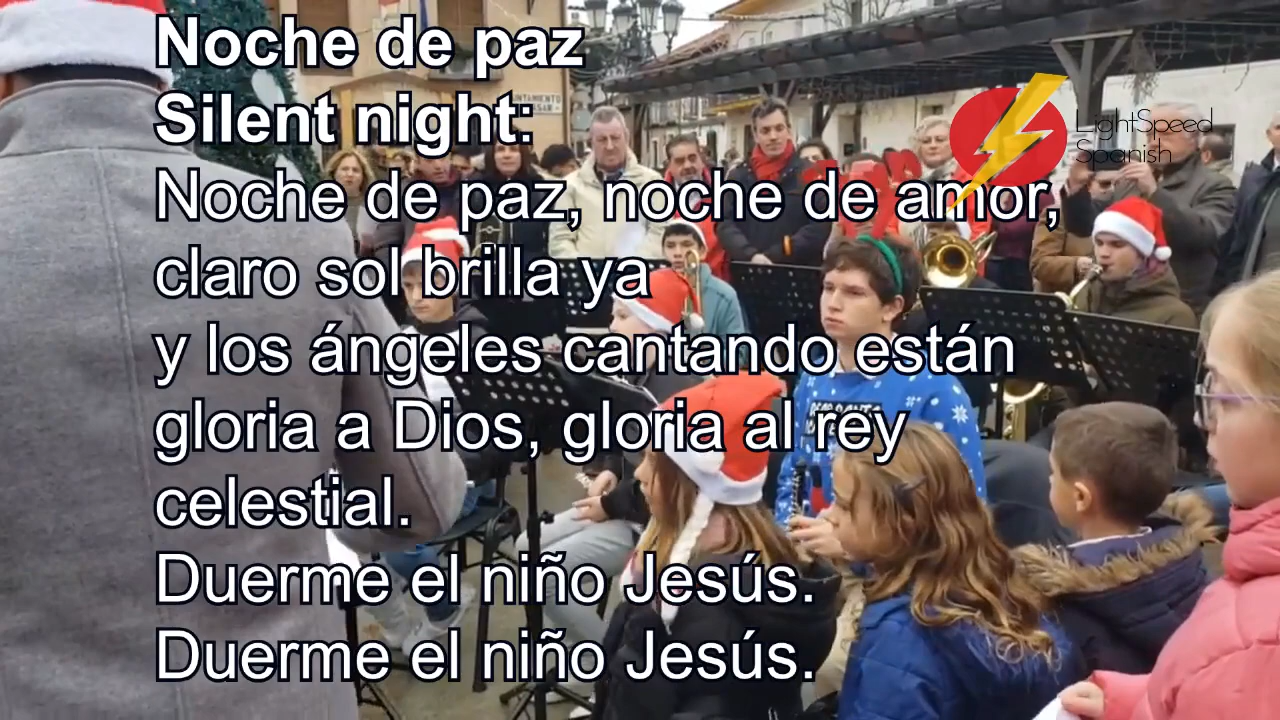 Noche de paz
Silent night:
LightSpeed
Spanish
Noche de paz, noche de amor,
claro sol brilla ya
y los ángeles cantando están
gloria a Dios, gloria al rey
celestial.
Duerme el niño Jesús.
Duerme el niño Jesús.